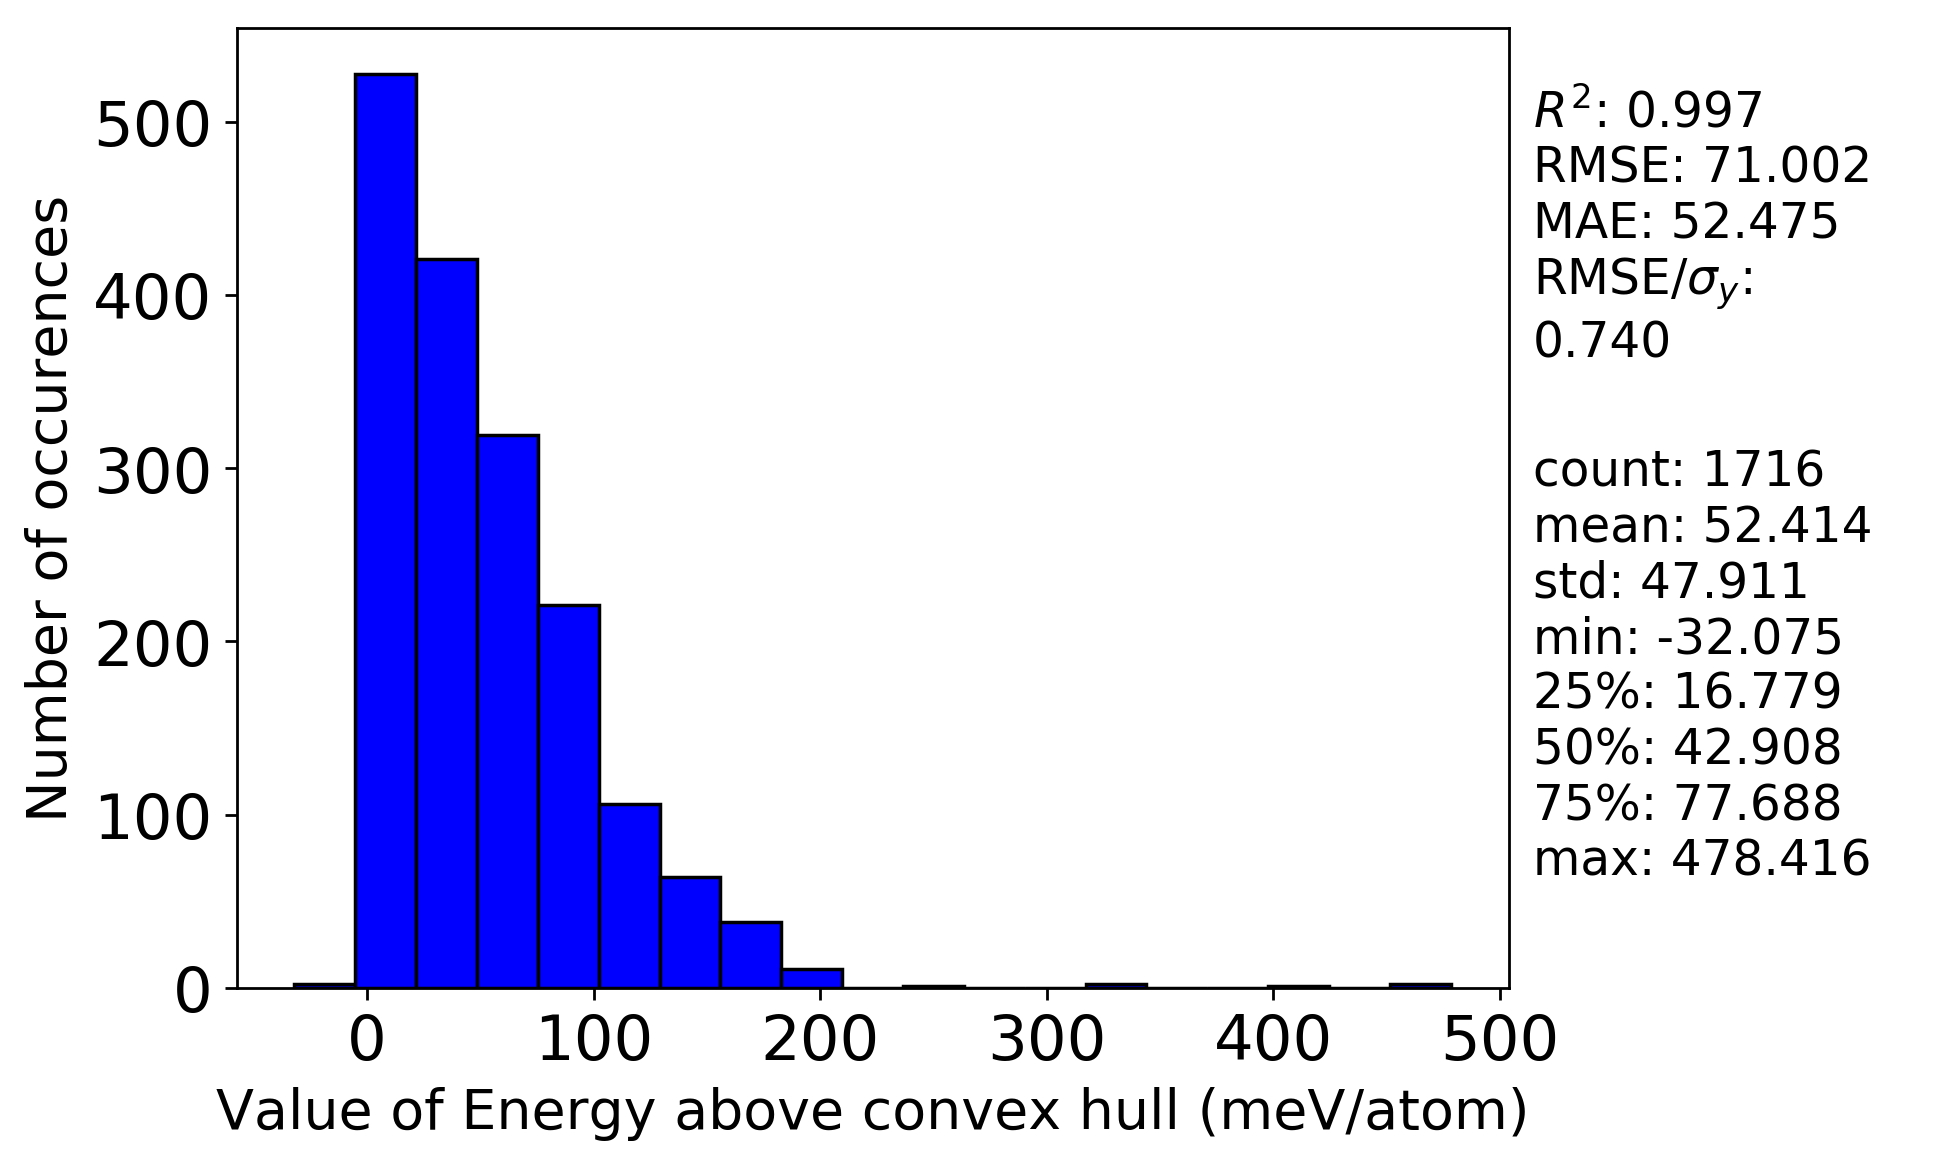 Number of occurences
500
400
300
200
100
0
0 100 200 300 400 500
Value of Energy above convex hull (meV/atom)
R²: 0.997
RMSE: 71.002
MAE: 52.475
RMSE/σy:
0.740
count: 1716
mean: 52.414
std: 47.911
min: -32.075
25%: 16.779
50%: 42.908
75%: 77.688
max: 478.416